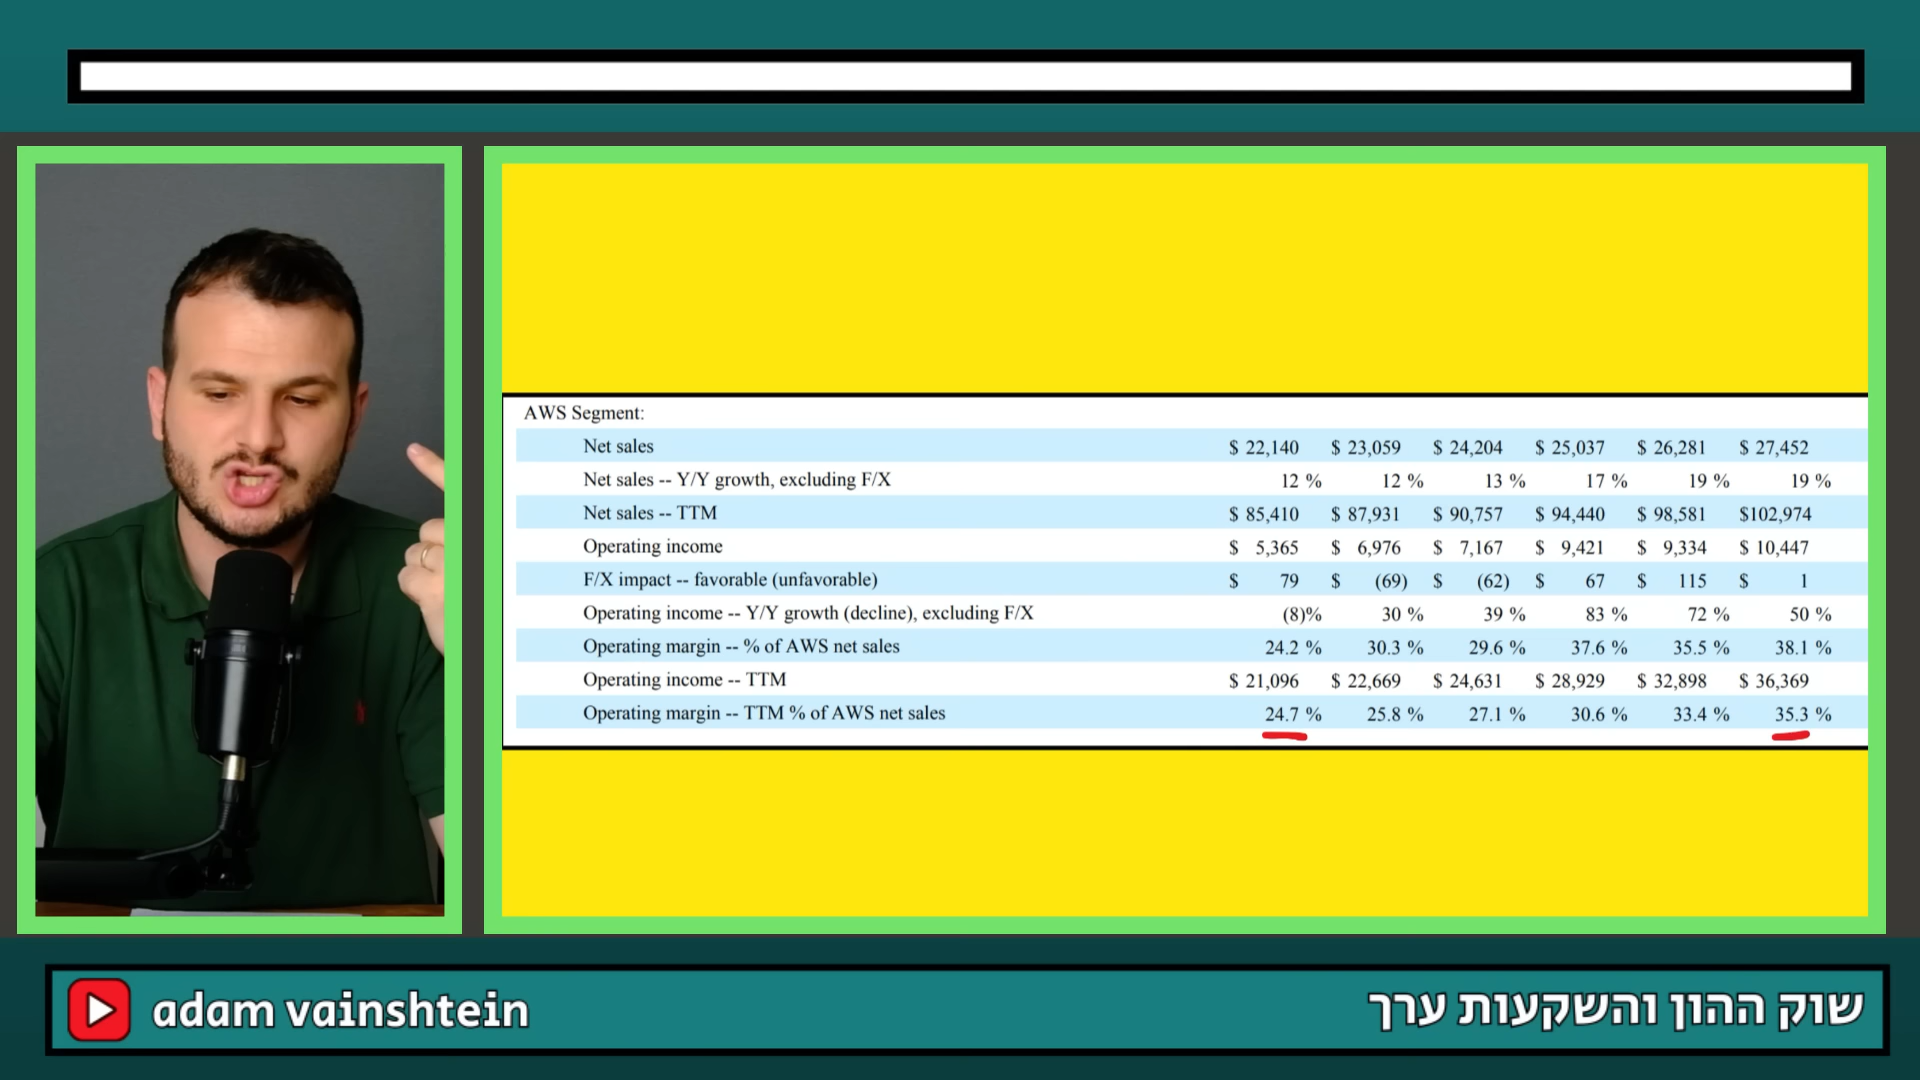 AWS Segment:
Net sales $ 22,140 $ 23,059 $ 24,204 $ 25,037 $ 26,281 $ 27,452
Net sales -- Y/Y growth, excluding F/X 12 % 12 % 13 % 17 % 19 % 19 %
Net sales -- TTM $ 85,410 $ 87,931 $ 90,757 $ 94,440 $ 98,581 $102,974
Operating income $ 5,365 $ 6,976 $ 7,167 $ 9,421 $ 9,334 $ 10,447
F/X impact -- favorable (unfavorable) $ 79 $ (69) $ (62) $ 67 $ 115 $ 1
Operating income -- Y/Y growth (decline), excluding F/X (8)% 30 % 39 % 83 % 72 % 50 %
Operating margin -- % of AWS net sales 24.2 % 30.3 % 29.6 % 37.6 % 35.5 % 38.1 %
Operating income -- TTM $ 21,096 $ 22,669 $ 24,631 $ 28,929 $ 32,898 $ 36,369
Operating margin -- TTM % of AWS net sales 24.7 % 25.8 % 27.1 % 30.6 % 33.4 % 35.3 %
adam vainshtein
שוק ההון והשקעות ערך